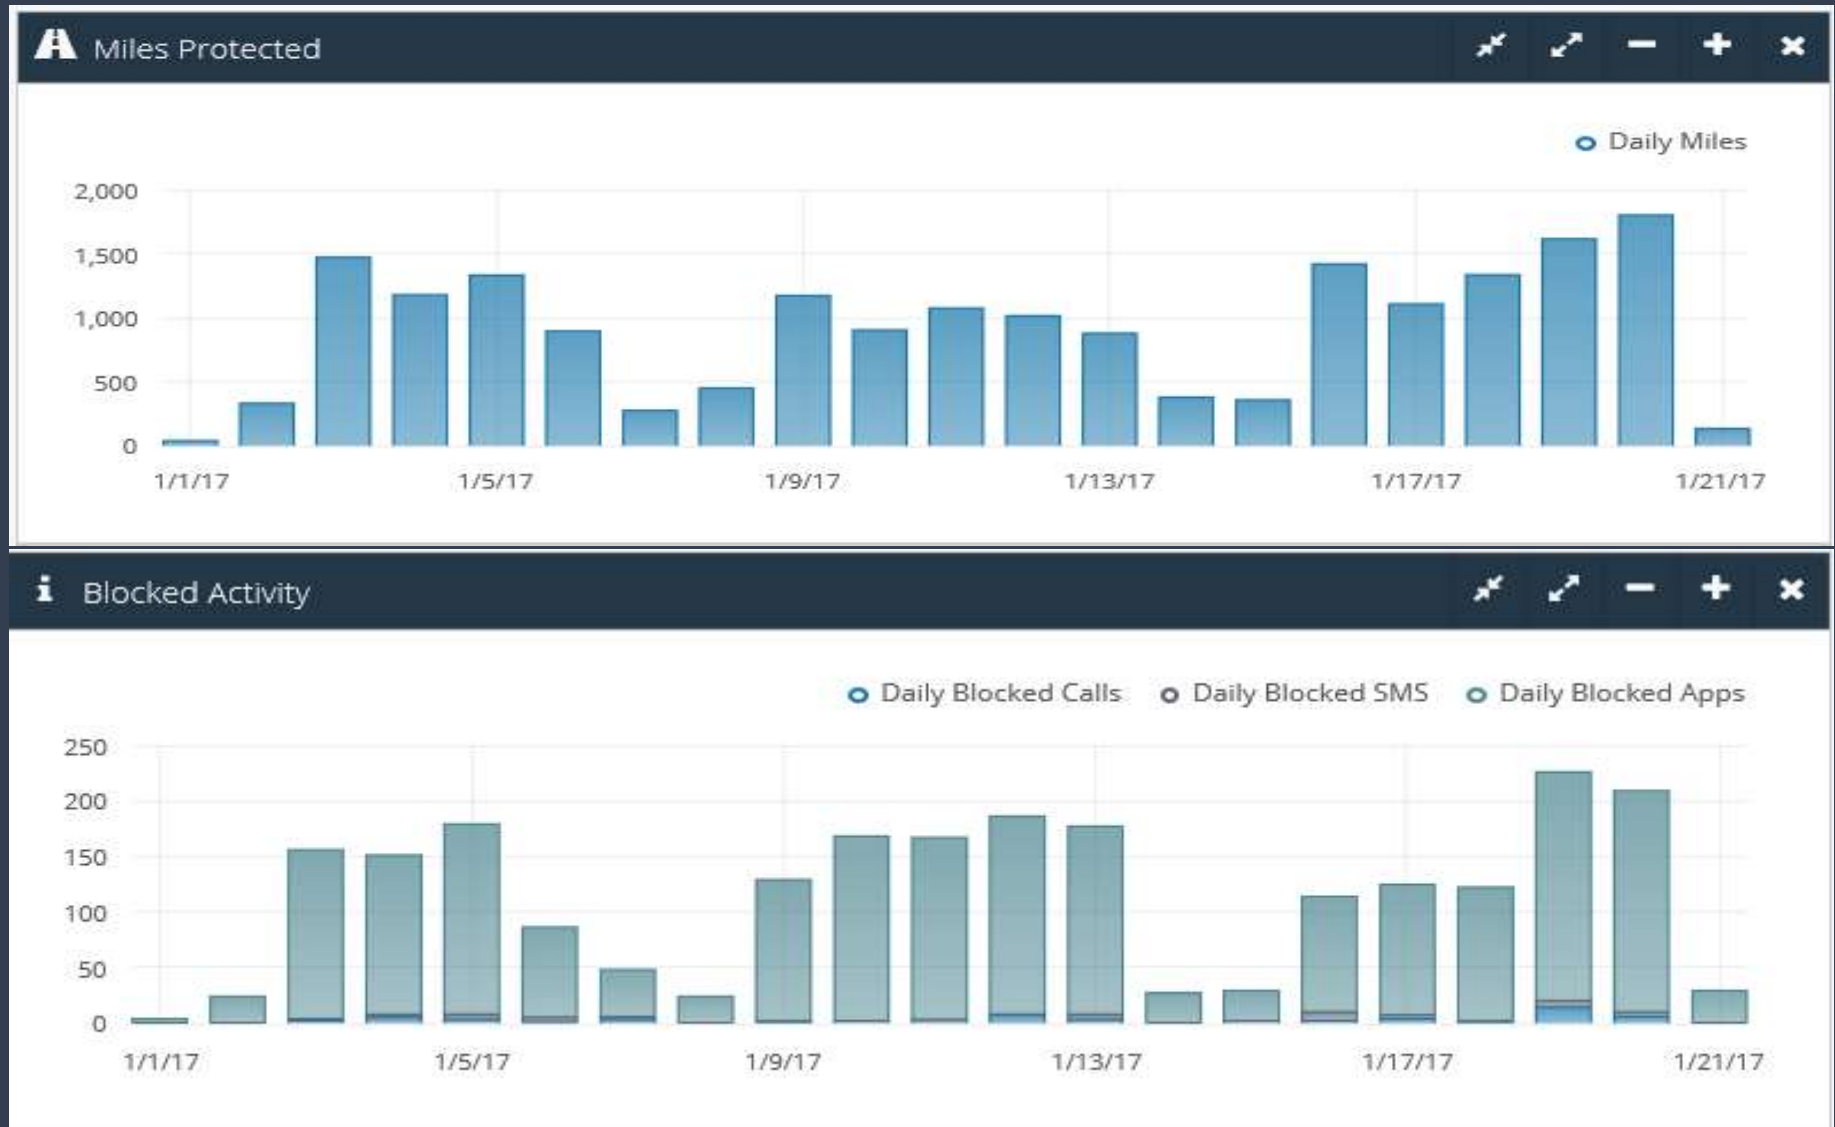 Miles Protected
Daily Miles
2,000
1,500
1,000
500
0
1/1/17 1/5/17 1/9/17 1/13/17 1/17/17 1/21/17
Blocked Activity
Daily Blocked Calls Daily Blocked SMS Daily Blocked Apps
250
200
150
100
50
0
1/1/17 1/5/17 1/9/17 1/13/17 1/17/17 1/21/17